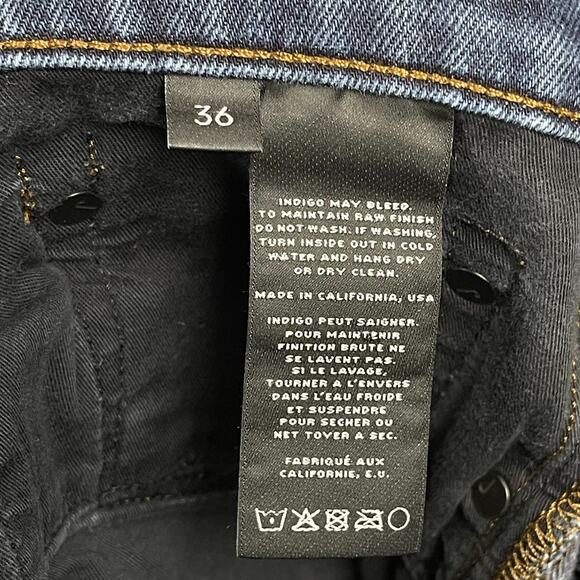 36
INDIGO MAY BLEED.
TO MAINTAIN RAW FINISH
DO NOT WASH. IF WASHING,
TURN INSIDE OUT IN COLD
WATER AND HANG DRY
OR DRY CLEAN.
MADE IN CALIFORNIA, USA
INDIGO PEUT SAIGNER.
POUR MAINTENIR
FINITION BRUTE NE
SE LAVENT PAS.
SI LE LAVAGE,
TOURNER A L'ENVERS
DANS L'EAU FROIDE
ET SUSPENDRE
POUR SECHER OU
NET TOYER A SEC.
FABRIQUÉ AUX
CALIFORNIE, E.U.